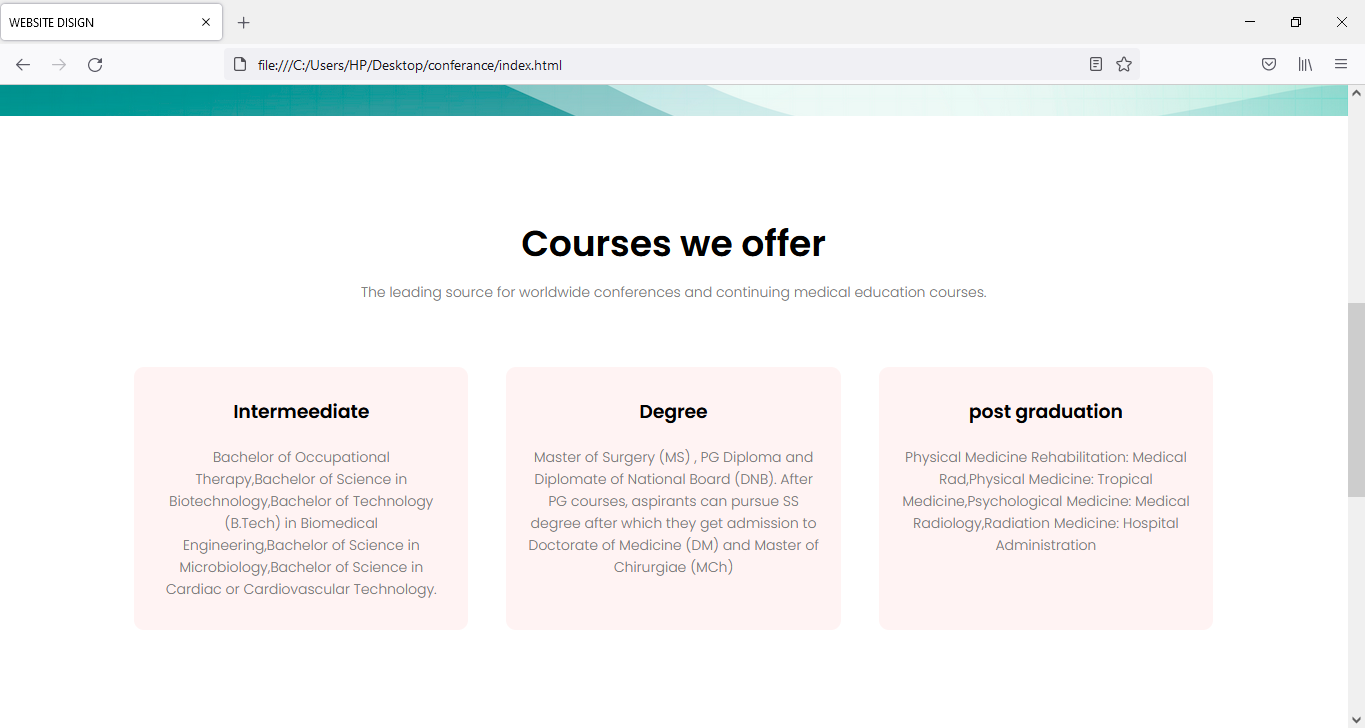 WEBSITE DISIGN
file:///C:/Users/HP/Desktop/conferance/index.html
Courses we offer
The leading source for worldwide conferences and continuing medical education courses.
Intermeediate
Bachelor of Occupational
Therapy,Bachelor of Science in
Biotechnology,Bachelor of Technology
(B.Tech) in Biomedical
Engineering,Bachelor of Science in
Microbiology,Bachelor of Science in
Cardiac or Cardiovascular Technology.
Degree
Master of Surgery (MS) , PG Diploma and
Diplomate of National Board (DNB). After
PG courses, aspirants can pursue SS
degree after which they get admission to
Doctorate of Medicine (DM) and Master of
Chirurgiae (MCh)
post graduation
Physical Medicine Rehabilitation: Medical
Rad,Physical Medicine: Tropical
Medicine,Psychological Medicine: Medical
Radiology,Radiation Medicine: Hospital
Administration